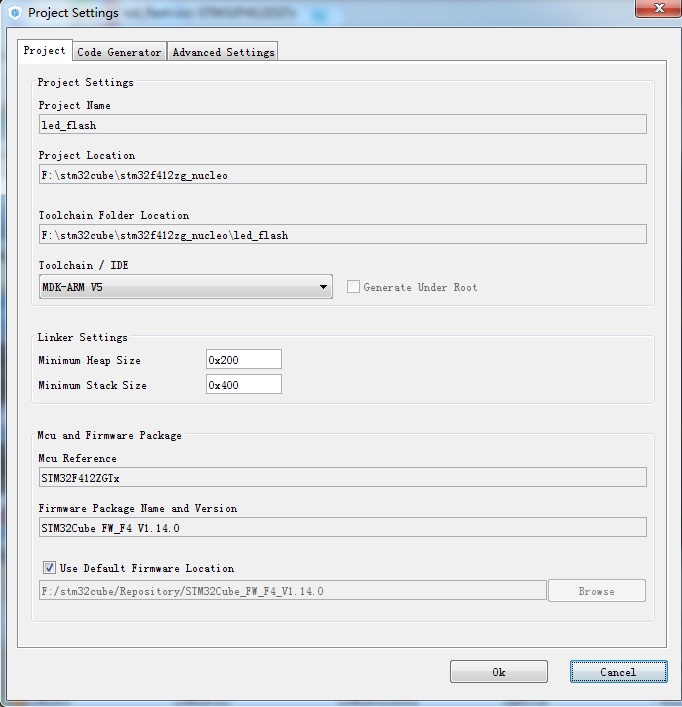 Project Settings
Project
Code Generator
Advanced Settings
Project Settings
Project Name
led_flash
Project Location
F:\stm32cube\stm32f412zg_nucleo
Toolchain Folder Location
F:\stm32cube\stm32f412zg_nucleo\led_flash
Toolchain / IDE
MDK-ARM V5
Generate Under Root
Linker Settings
Minimum Heap Size
0x200
Minimum Stack Size
0x400
Mcu and Firmware Package
Mcu Reference
STM32F412ZGTx
Firmware Package Name and Version
STM32Cube FW_F4 V1.14.0
Use Default Firmware Location
F:/stm32cube/Repository/STM32Cube_FW_F4_V1.14.0
Browse
Ok
Cancel